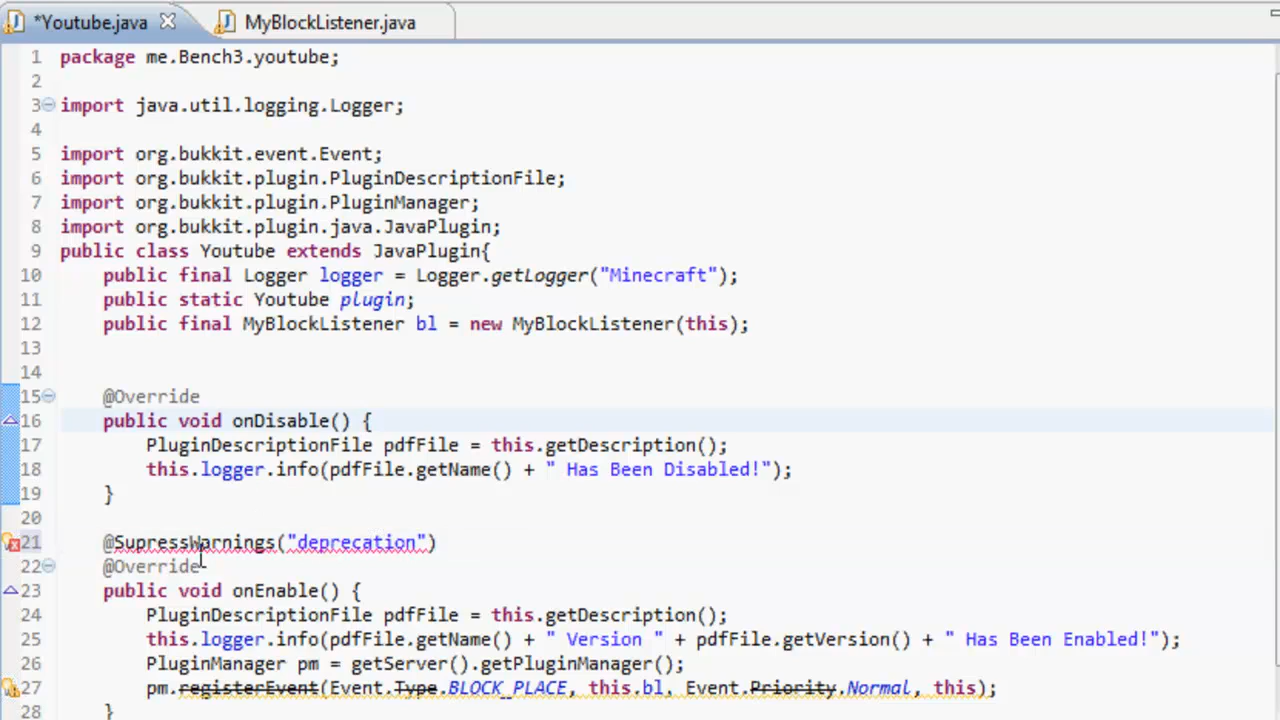 *Youtube.java MyBlockListener.java
1 package me.Bench3.youtube;
2
3 import java.util.logging.Logger;
4
5 import org.bukkit.event.Event;
6 import org.bukkit.plugin.PluginDescriptionFile;
7 import org.bukkit.plugin.PluginManager;
8 import org.bukkit.plugin.java.JavaPlugin;
9 public class Youtube extends JavaPlugin{
10 public final Logger logger = Logger.getLogger("Minecraft");
11 public static Youtube plugin;
12 public final MyBlockListener bl = new MyBlockListener(this);
13
14
15 @Override
16 public void onDisable() {
17 PluginDescriptionFile pdfFile = this.getDescription();
18 this.logger.info(pdfFile.getName() + " Has Been Disabled!");
19 }
20
21 @SupressWarnings("deprecation")
22 @Override
23 public void onEnable() {
24 PluginDescriptionFile pdfFile = this.getDescription();
25 this.logger.info(pdfFile.getName() + " Version " + pdfFile.getVersion() + " Has Been Enabled!");
26 PluginManager pm = getServer().getPluginManager();
27 pm.registerEvent(Event.Type.BLOCK_PLACE, this.bl, Event.Priority.Normal, this);
28 }